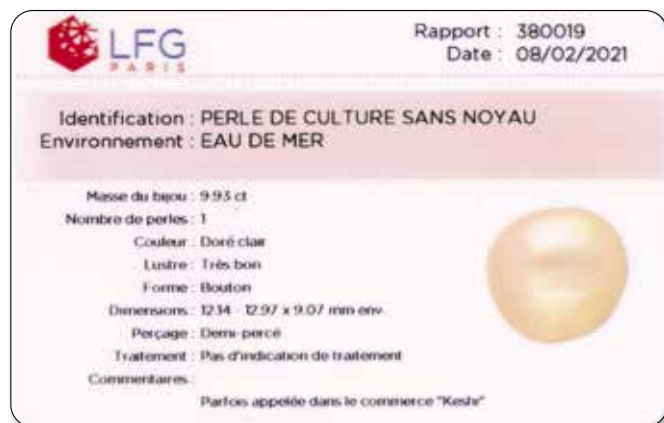 LFG
PARIS
Rapport : 380019
Date : 08/02/2021
Identification : PERLE DE CULTURE SANS NOYAU
Environnement : EAU DE MER
Masse du bijou : 9.93 ct
Nombre de perles : 1
Couleur : Doré clair
Lustre : Très bon
Forme : Bouton
Dimensions : 12.14 - 12.97 x 9.07 mm env.
Perçage : Demi-percé
Traitement : Pas d'indication de traitement
Commentaires :
Parfois appelée dans le commerce "Keshi"